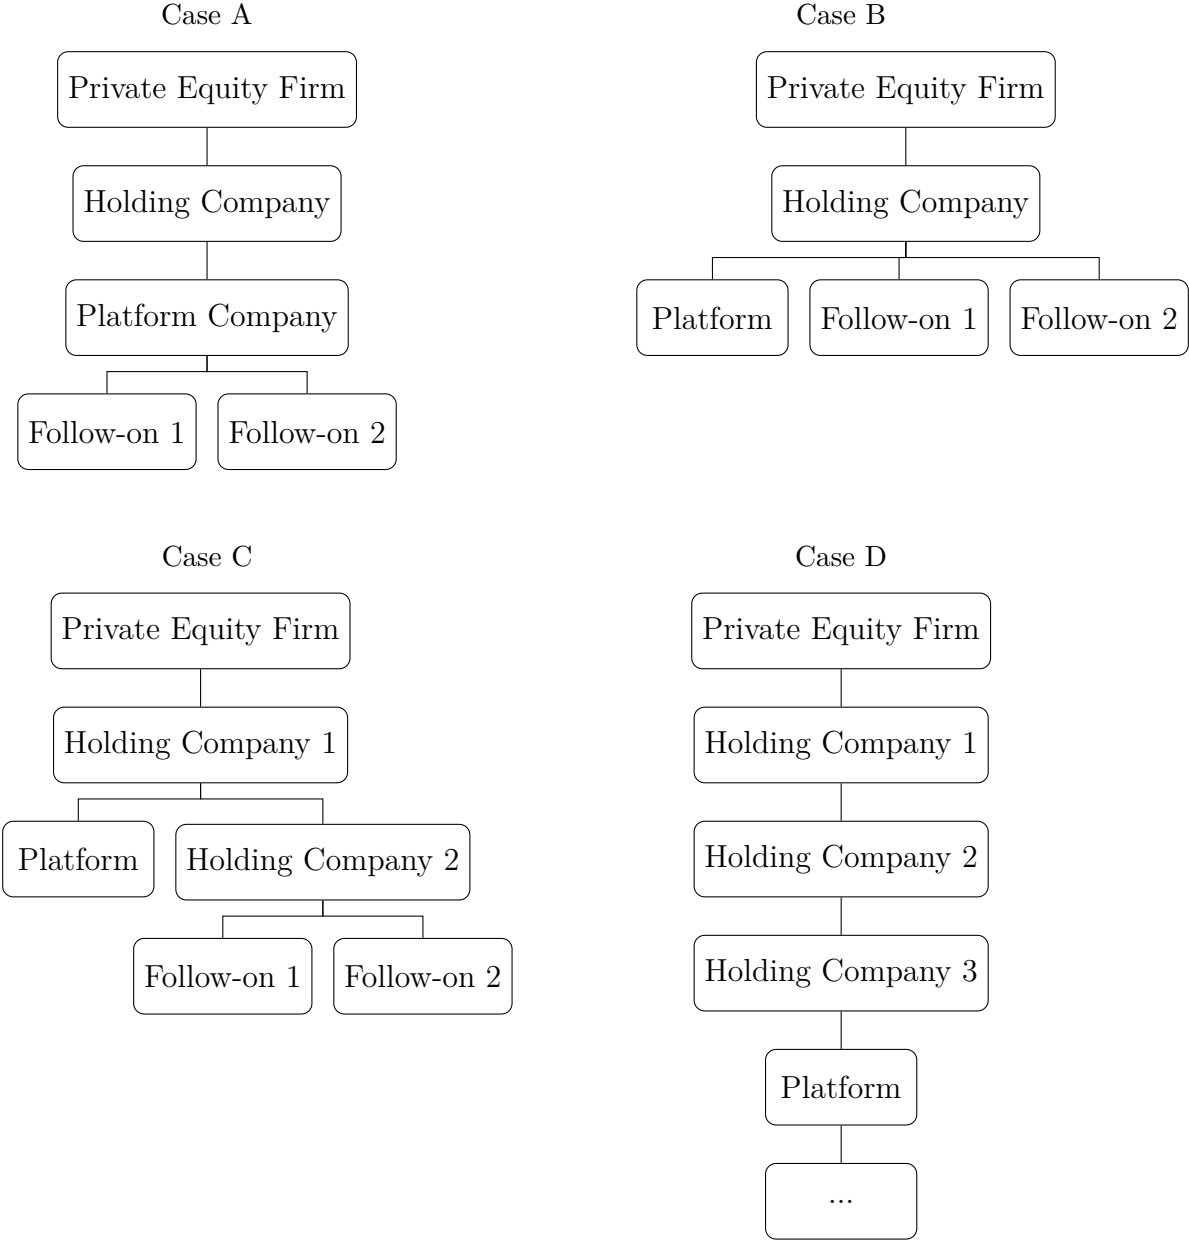 Case A
Private Equity Firm
Holding Company
Platform Company
Follow-on 1
Follow-on 2
Case B
Private Equity Firm
Holding Company
Platform
Follow-on 1
Follow-on 2
Case C
Private Equity Firm
Holding Company 1
Platform
Holding Company 2
Follow-on 1
Follow-on 2
Case D
Private Equity Firm
Holding Company 1
Holding Company 2
Holding Company 3
Platform
...